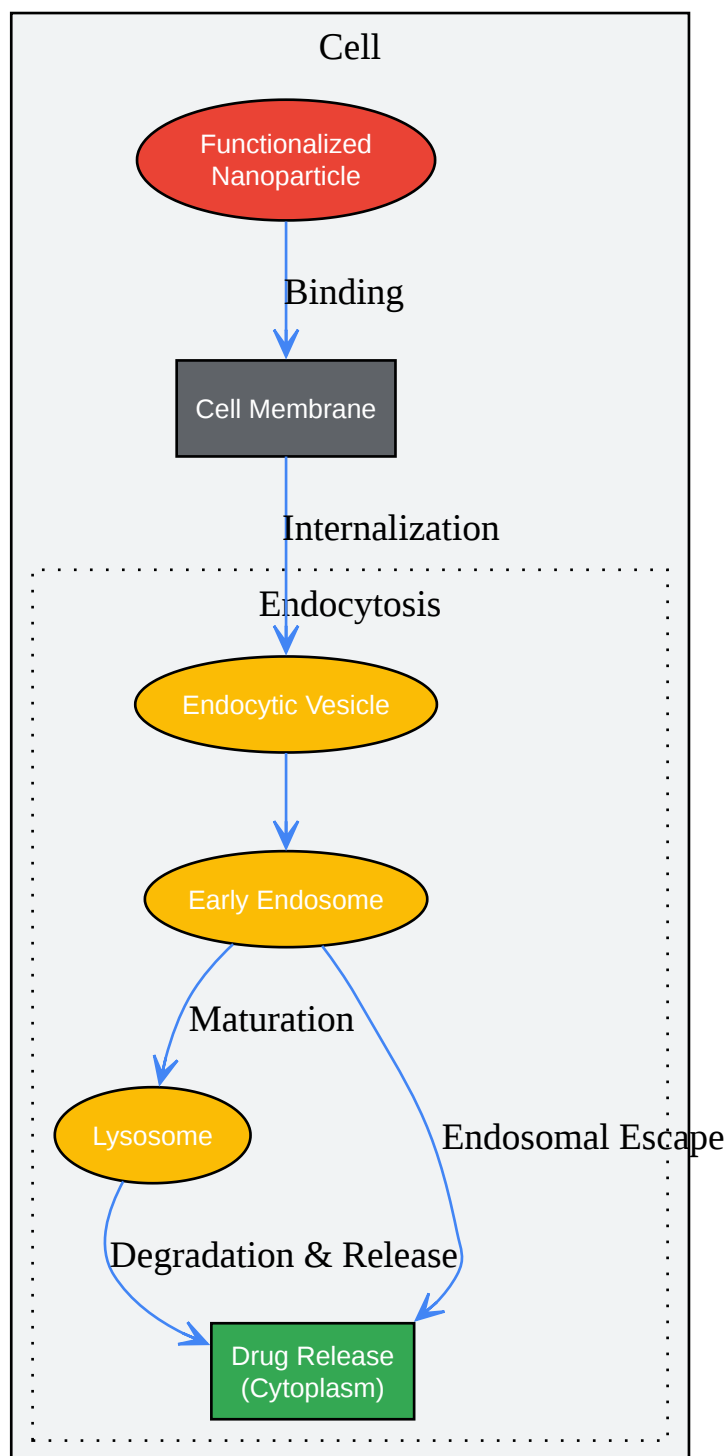 Cell
Functionalized
Nanoparticle
Binding
Cell Membrane
Internalization
Endocytosis
Endocytic Vesicle
Early Endosome
Maturation
Lysosome
Endosomal Escape
Degradation & Release
Drug Release
(Cytoplasm)